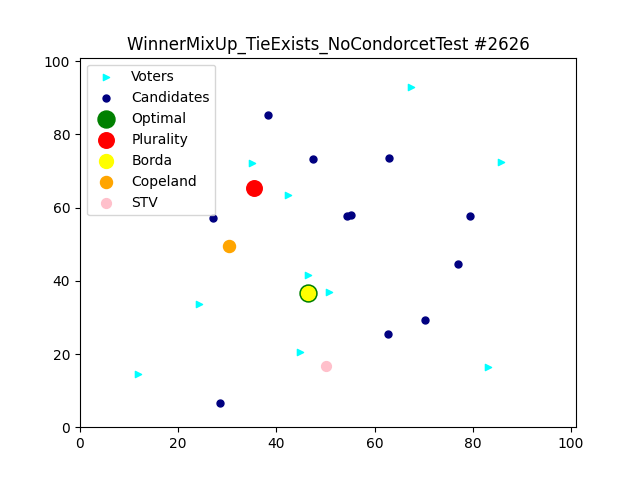 WinnerMixUp_TieExists_NoCondorcetTest #2626
100
80
60
40
20
0
Voters
Candidates
Optimal
Plurality
Borda
Copeland
STV
0 20 40 60 80 100